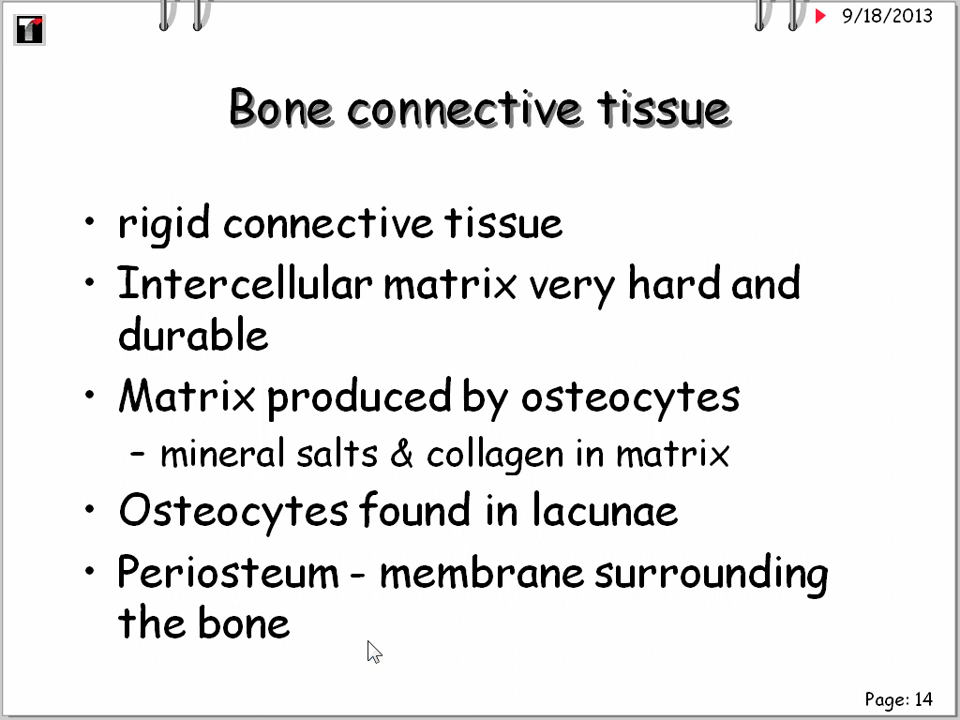 9/18/2013
Bone connective tissue
• rigid connective tissue
• Intercellular matrix very hard and
durable
• Matrix produced by osteocytes
– mineral salts & collagen in matrix
• Osteocytes found in lacunae
• Periosteum - membrane surrounding
the bone
Page: 14